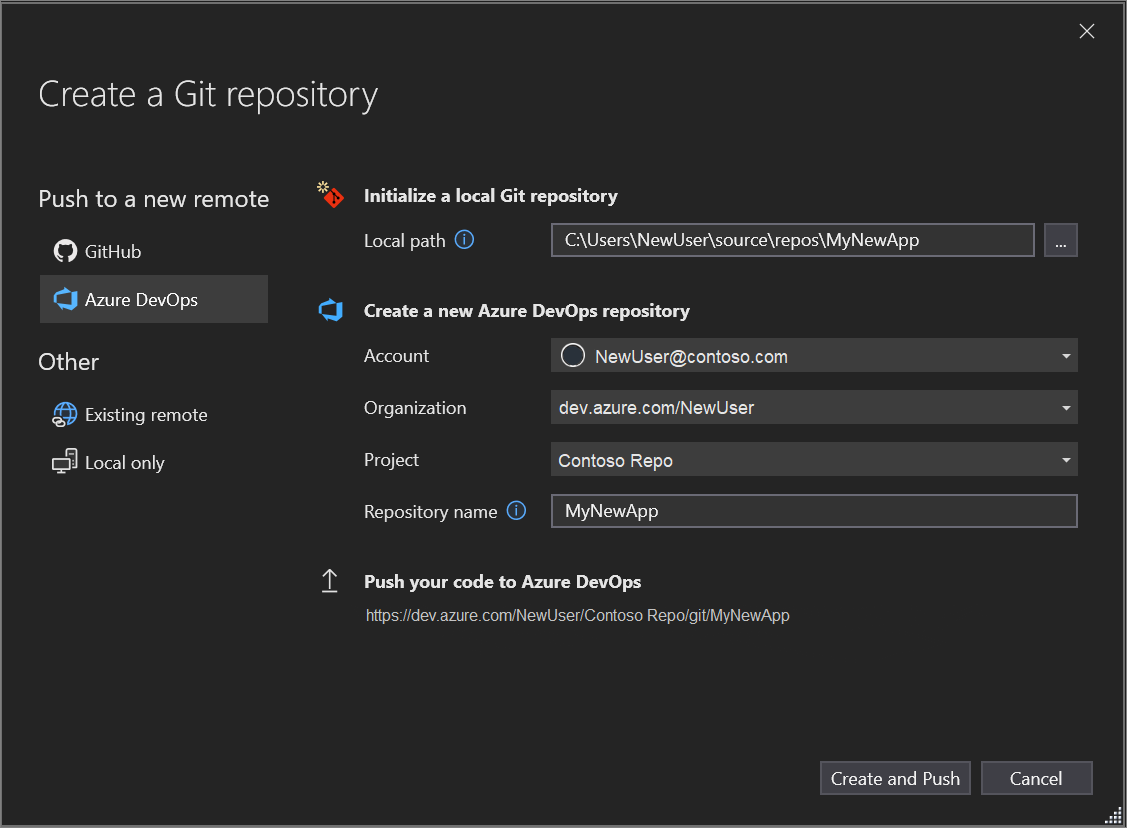 Create a Git repository
Push to a new remote
GitHub
Azure DevOps
Other
Existing remote
Local only
Initialize a local Git repository
Local path
C:\Users\NewUser\source\repos\MyNewApp
...
Create a new Azure DevOps repository
Account
NewUser@contoso.com
Organization
dev.azure.com/NewUser
Project
Contoso Repo
Repository name
MyNewApp
Push your code to Azure DevOps
https://dev.azure.com/NewUser/Contoso Repo/git/MyNewApp
Create and Push
Cancel